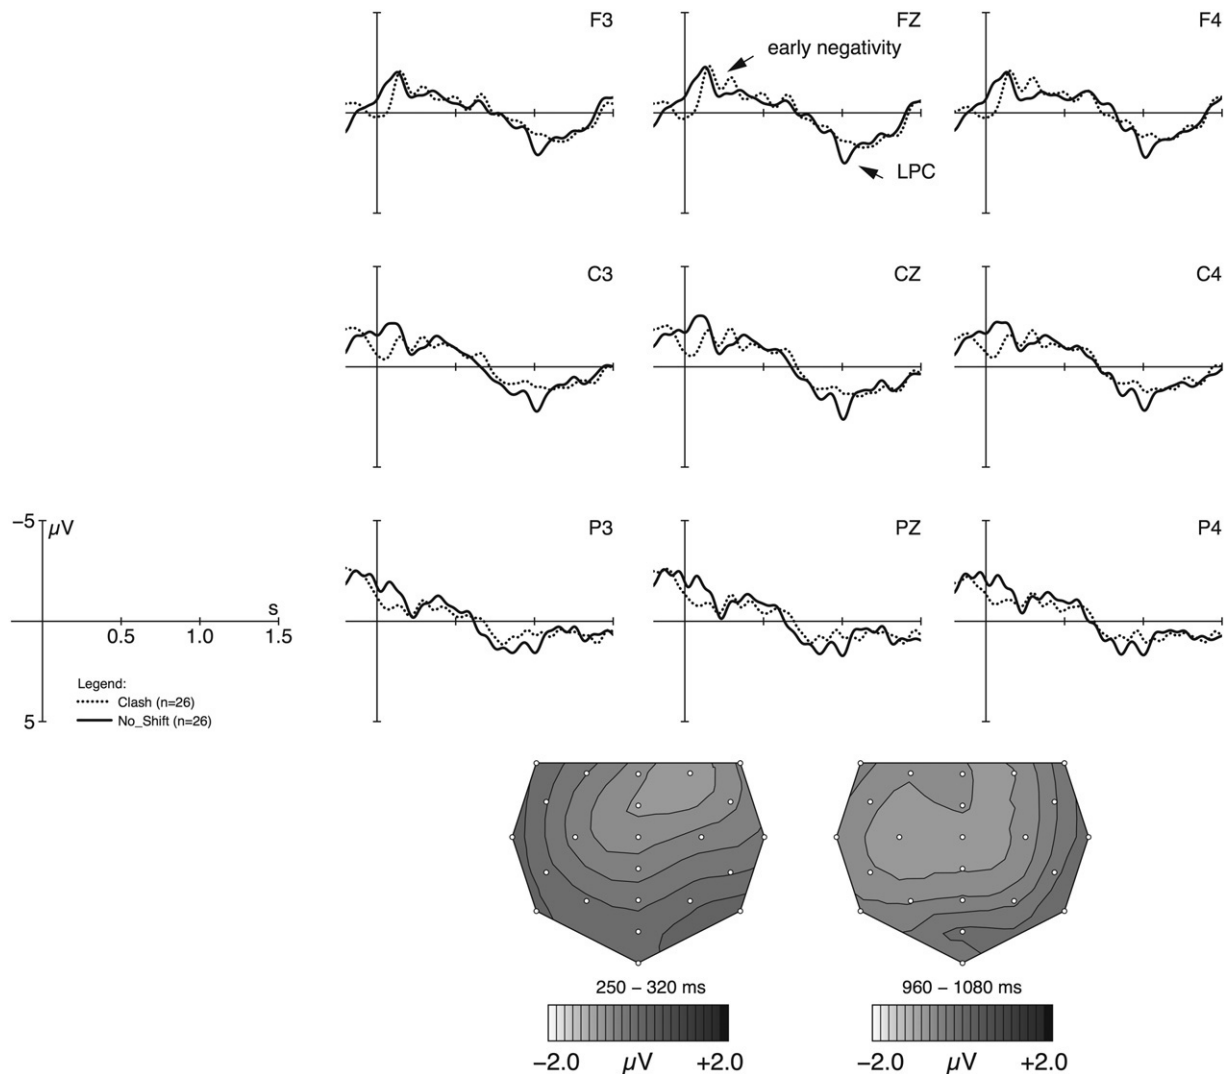 F3 FZ F4
early negativity
LPC
C3 CZ C4
−5 μV P3 PZ P4
s
0.5 1.0 1.5
Legend:
Clash (n=26)
5 No_Shift (n=26)
250 – 320 ms 960 – 1080 ms
−2.0 μV +2.0 −2.0 μV +2.0